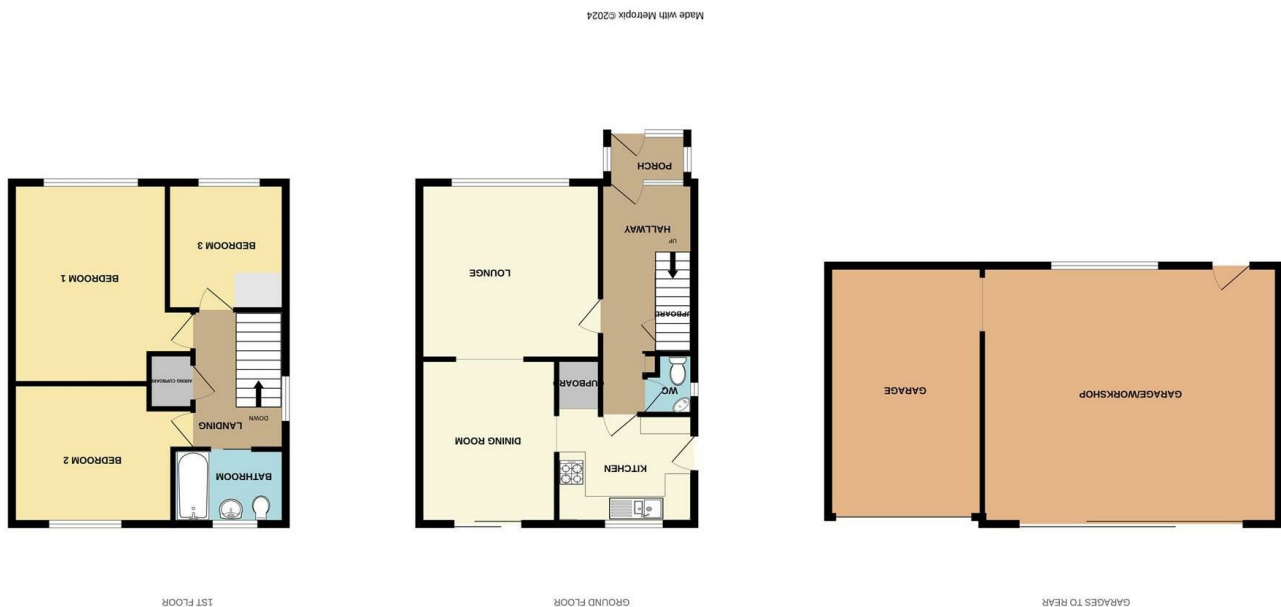 GARAGES TO REAR
GROUND FLOOR
1ST FLOOR
GARAGE/WORKSHOP
GARAGE
KITCHEN
DINING ROOM
WC
CUPBOARD
CUPBOARD
LOUNGE
UP
HALLWAY
PORCH
BATHROOM
BEDROOM 2
DOWN
LANDING
AIRING CUPBOARD
BEDROOM 1
BEDROOM 3
Made with Metropix ©2024